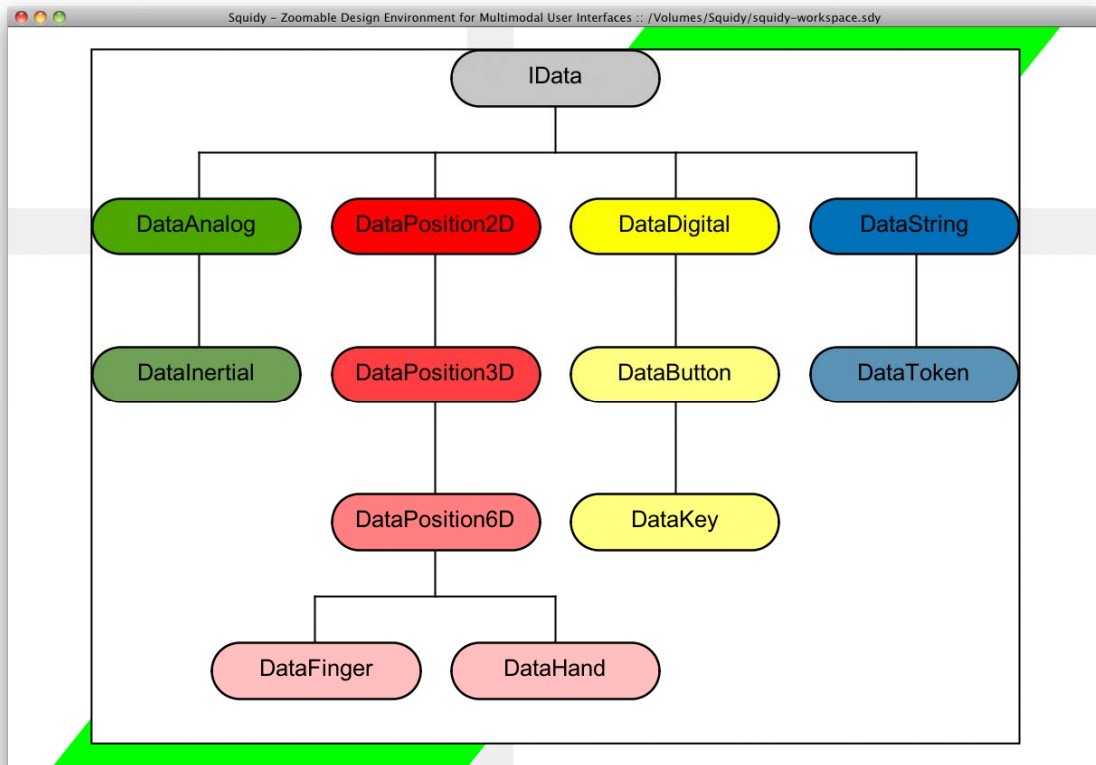 Squidy – Zoomable Design Environment for Multimodal User Interfaces :: /Volumes/Squidy/squidy-workspace.sdy
IData
DataAnalog
DataPosition2D
DataDigital
DataString
DataInertial
DataPosition3D
DataButton
DataToken
DataPosition6D
DataKey
DataFinger
DataHand